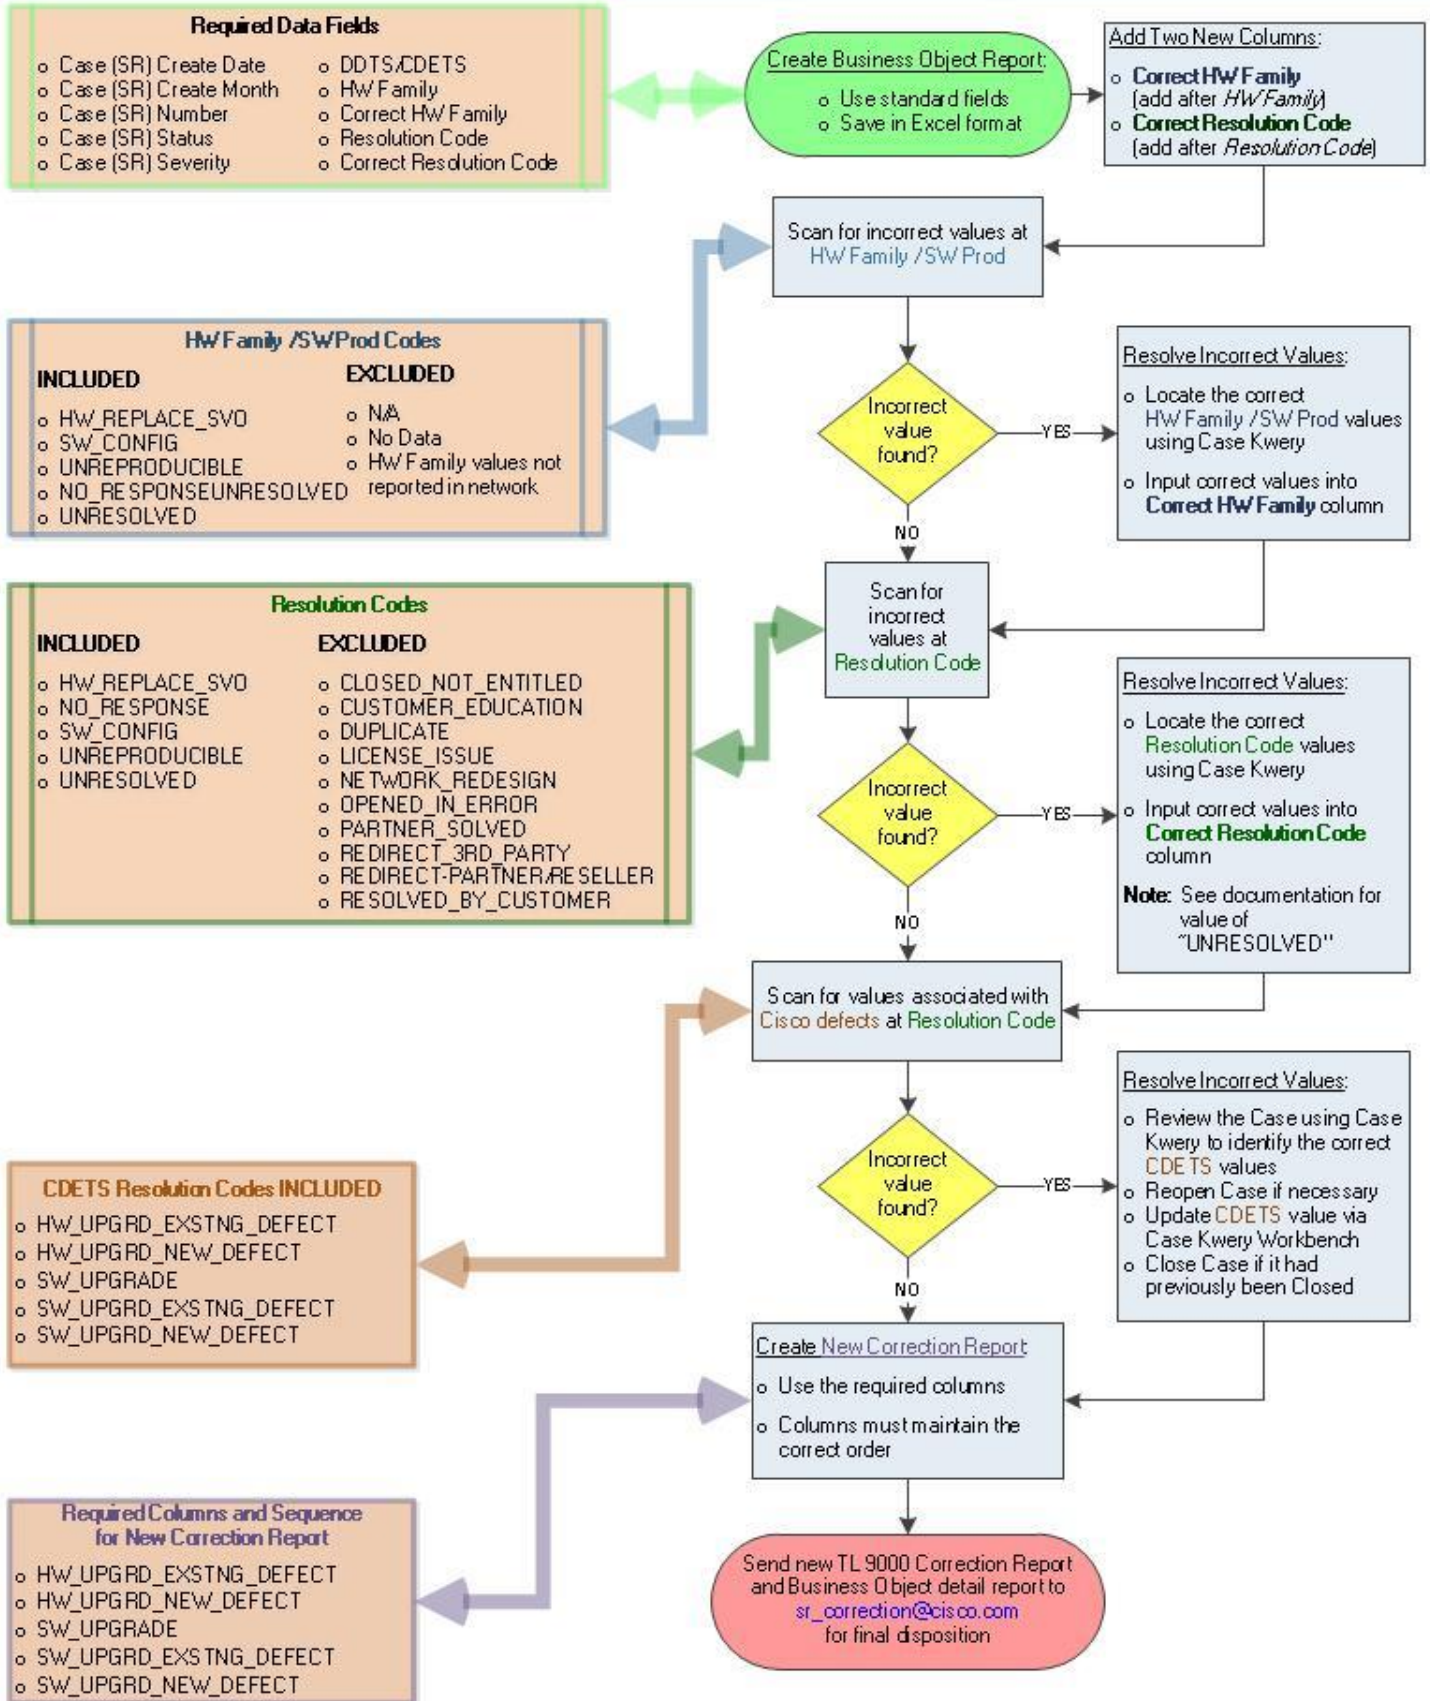 Required Data Fields
o Case (SR) Create Date
o Case (SR) Create Month
o Case (SR) Number
o Case (SR) Status
o Case (SR) Severity
o DDTS/CDETS
o HW Family
o Correct HW Family
o Resolution Code
o Correct Resolution Code
Create Business Object Report:
o Use standard fields
o Save in Excel format
Add Two New Columns:
o Correct HW Family
(add after HW Family)
o Correct Resolution Code
(add after Resolution Code)
Scan for incorrect values at
HW Family / SW Prod
HW Family / SW Prod Codes
INCLUDED
o HW_REPLACE_SVO
o SW_CONFIG
o UNREPRODUCIBLE
o NO_RESPONSEUNRESOLVED
o UNRESOLVED
EXCLUDED
o N/A
o No Data
o HW Family values not
reported in network
Incorrect
value
found?
YES
NO
Resolve Incorrect Values:
o Locate the correct
HW Family / SW Prod values
using Case Kwery
o Input correct values into
Correct HW Family column
Scan for
incorrect
values at
Resolution Code
Resolution Codes
INCLUDED
o HW_REPLACE_SVO
o NO_RESPONSE
o SW_CONFIG
o UNREPRODUCIBLE
o UNRESOLVED
EXCLUDED
o CLOSED_NOT_ENTITLED
o CUSTOMER_EDUCATION
o DUPLICATE
o LICENSE_ISSUE
o NETWORK_REDESIGN
o OPENED_IN_ERROR
o PARTNER_SOLVED
o REDIRECT_3RD_PARTY
o REDIRECT-PARTNER/RESELLER
o RESOLVED_BY_CUSTOMER
Incorrect
value
found?
YES
NO
Resolve Incorrect Values:
o Locate the correct
Resolution Code values
using Case Kwery
o Input correct values into
Correct Resolution Code
column
Note: See documentation for
value of
"UNRESOLVED"
Scan for values associated with
Cisco defects at Resolution Code
Incorrect
value
found?
YES
NO
Resolve Incorrect Values:
o Review the Case using Case
Kwery to identify the correct
CDETS values
o Reopen Case if necessary
o Update CDETS value via
Case Kwery Workbench
o Close Case if it had
previously been Closed
CDETS Resolution Codes INCLUDED
o HW_UPGRD_EXSTNG_DEFECT
o HW_UPGRD_NEW_DEFECT
o SW_UPGRADE
o SW_UPGRD_EXSTNG_DEFECT
o SW_UPGRD_NEW_DEFECT
Create New Correction Report
o Use the required columns
o Columns must maintain the
correct order
Required Columns and Sequence
for New Correction Report
o HW_UPGRD_EXSTNG_DEFECT
o HW_UPGRD_NEW_DEFECT
o SW_UPGRADE
o SW_UPGRD_EXSTNG_DEFECT
o SW_UPGRD_NEW_DEFECT
Send new TL 9000 Correction Report
and Business Object detail report to
sr_correction@cisco.com
for final disposition